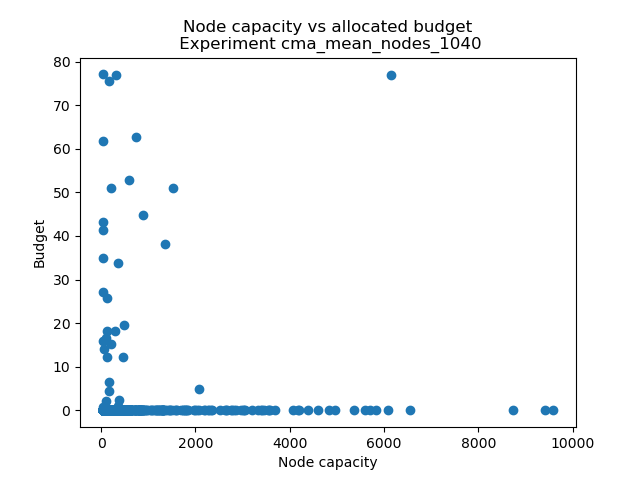 Node capacity vs allocated budget
Experiment cma_mean_nodes_1040
80
70
60
50
40
30
20
10
0
Budget
0 2000 4000 6000 8000 10000
Node capacity